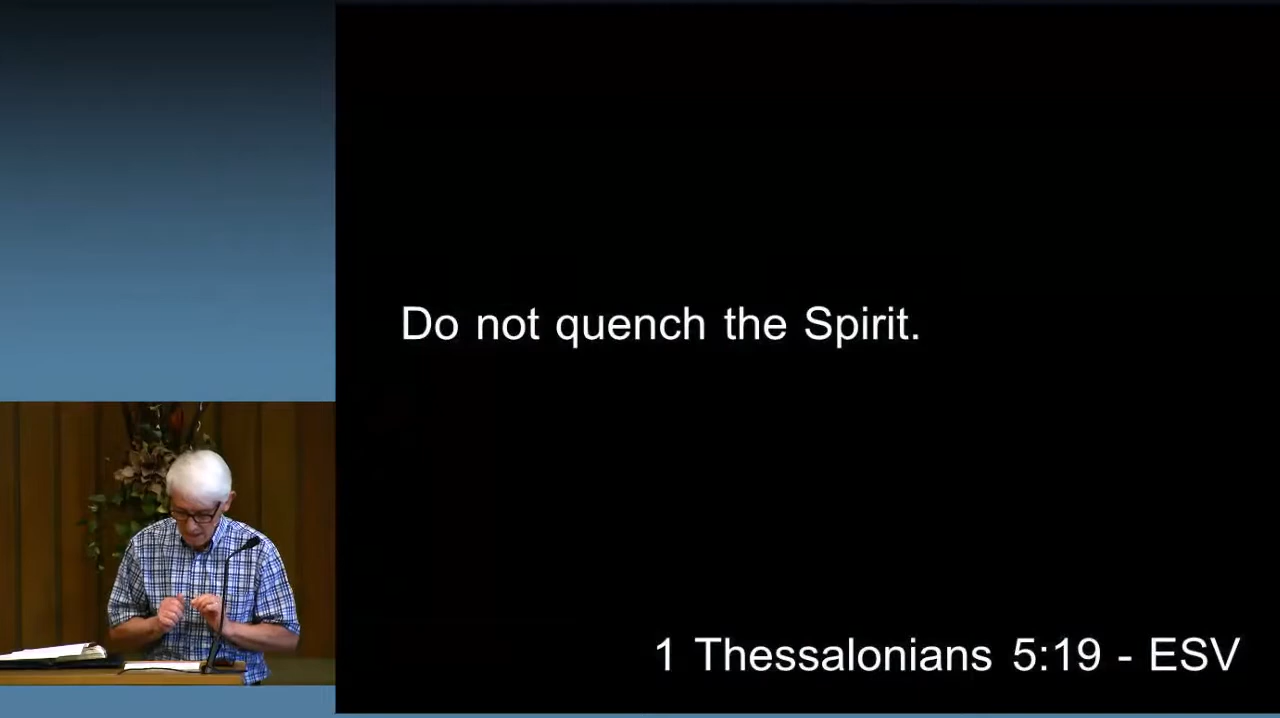 Do not quench the Spirit.
1 Thessalonians 5:19 - ESV